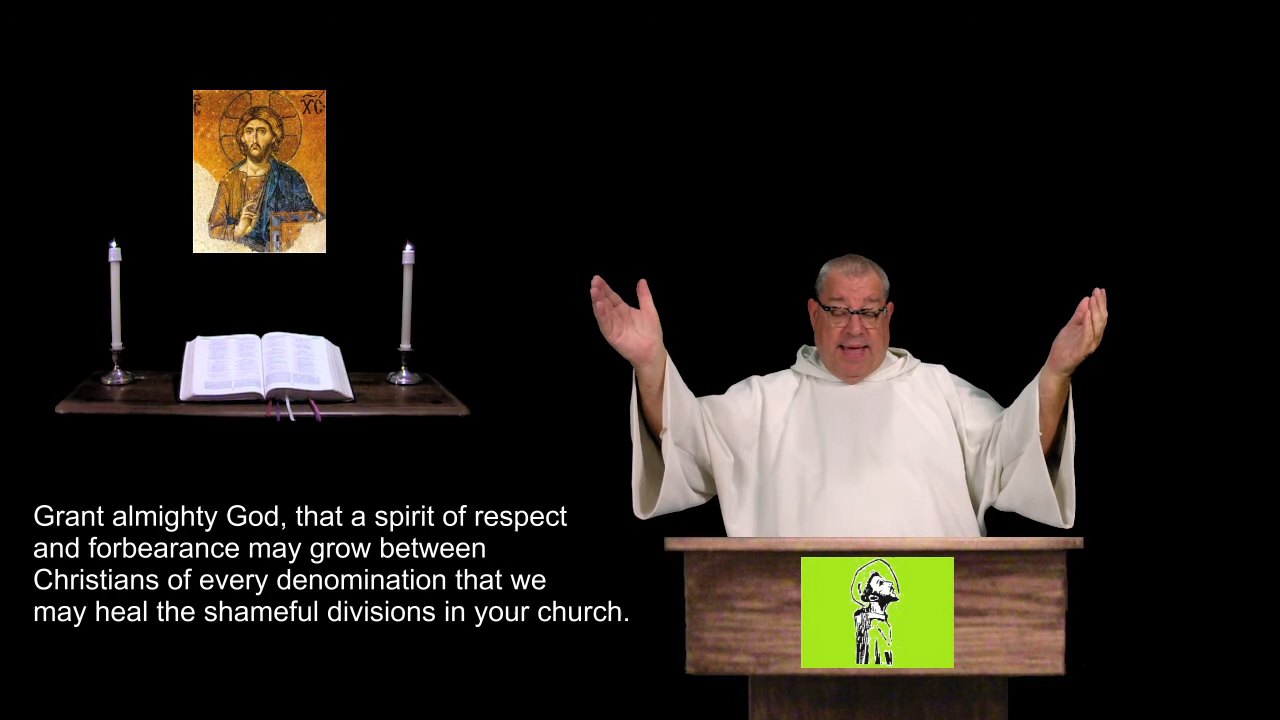 XC
Grant almighty God, that a spirit of respect
and forbearance may grow between
Christians of every denomination that we
may heal the shameful divisions in your church.